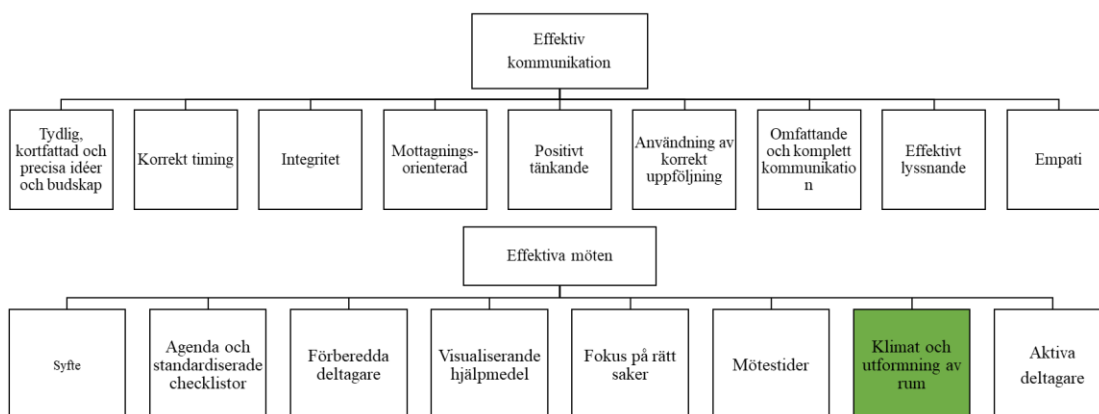 Effektiv
kommunikation
Tydlig,
kortfattad och
precisa idéer
och budskap
Korrekt timing
Integritet
Mottagnings-
orienterad
Positivt
tänkande
Användning av
korrekt
uppföljning
Omfattande
och komplett
kommunikatio
n
Effektivt
lyssnande
Empati
Effektiva möten
Syfte
Agenda och
standardiserade
checklistor
Förberedda
deltagare
Visualiserande
hjälpmedel
Fokus på rätt
saker
Mötestider
Klimat och
utformning av
rum
Aktiva
deltagare